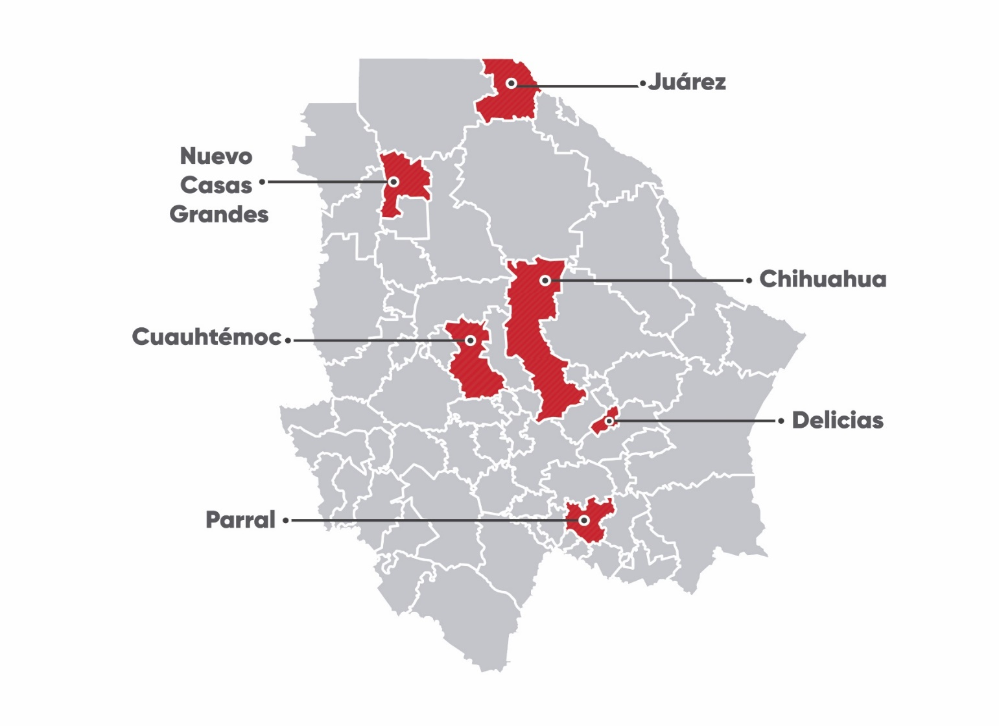 Juárez
Nuevo
Casas
Grandes
Chihuahua
Cuauhtémoc
Delicias
Parral